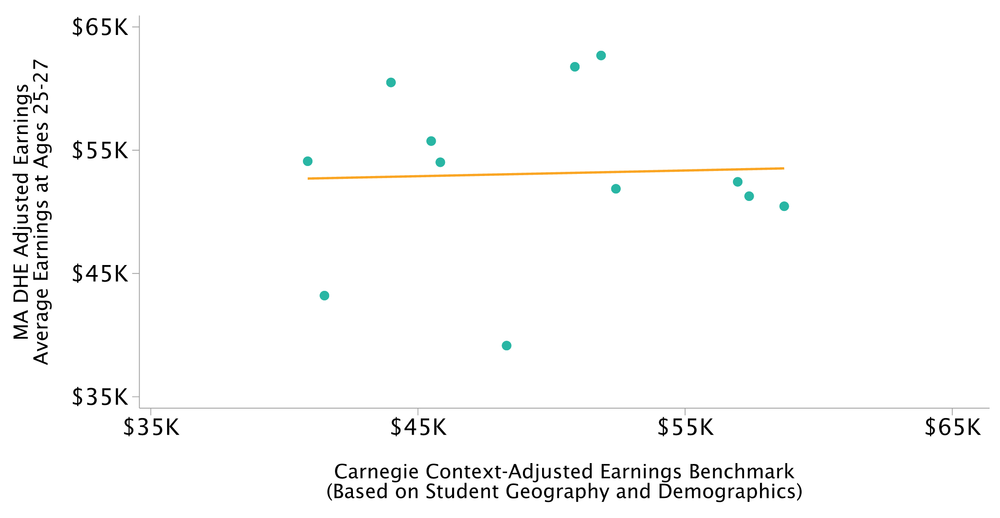 MA DHE Adjusted Earnings
Average Earnings at Ages 25-27
$65K
$55K
$45K
$35K
$35K
$45K
$55K
$65K
Carnegie Context-Adjusted Earnings Benchmark
(Based on Student Geography and Demographics)